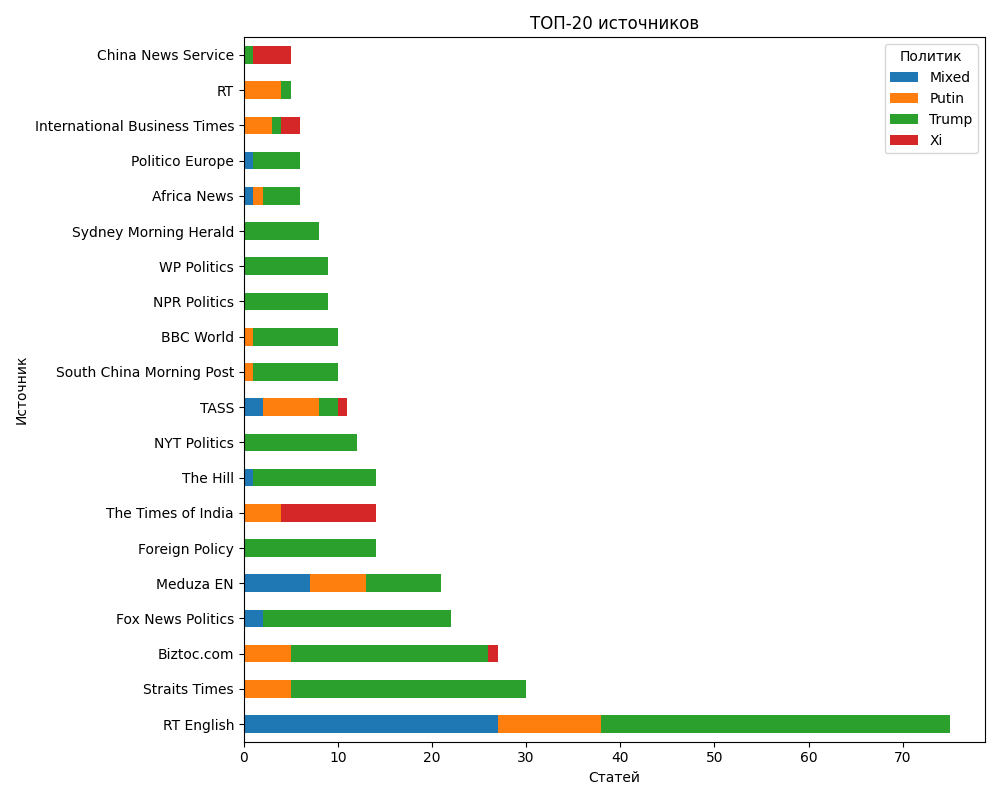 ТОП-20 источников
Политик
Mixed
Putin
Trump
Xi
Источник
China News Service
RT
International Business Times
Politico Europe
Africa News
Sydney Morning Herald
WP Politics
NPR Politics
BBC World
South China Morning Post
TASS
NYT Politics
The Hill
The Times of India
Foreign Policy
Meduza EN
Fox News Politics
Biztoc.com
Straits Times
RT English
0 10 20 30 40 50 60 70
Статей